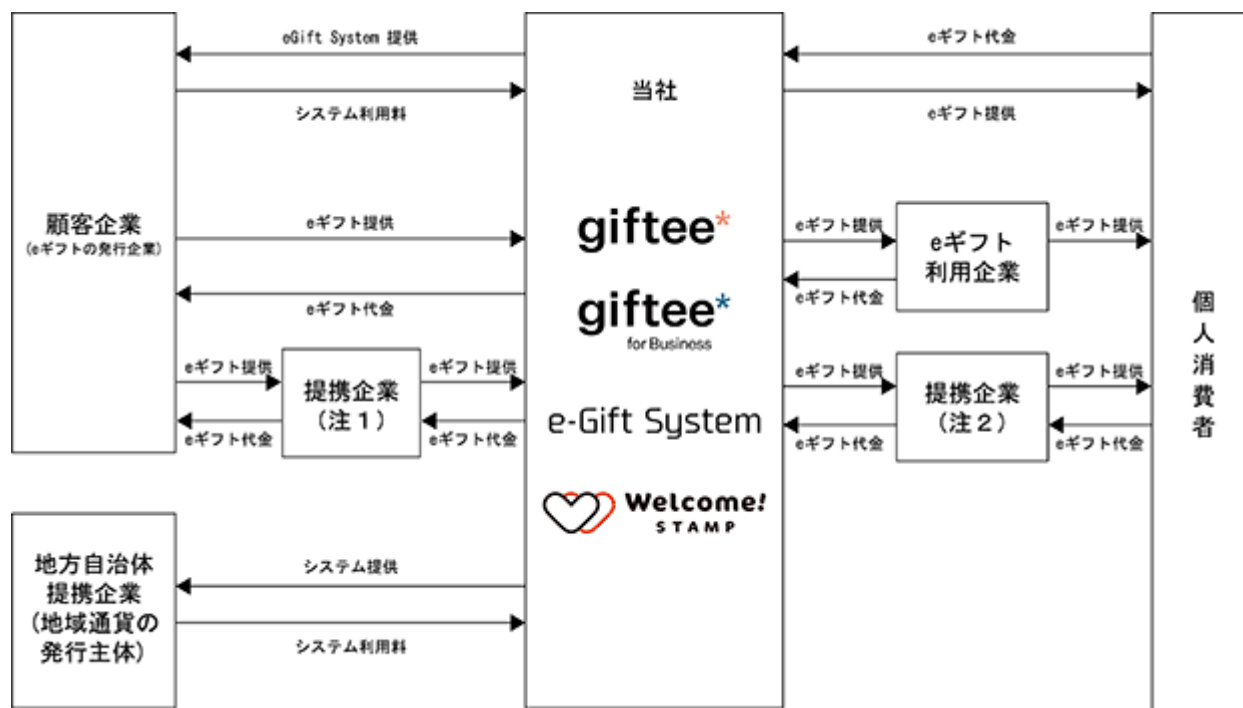 eGift System 提供
システム利用料
顧客企業
(eギフトの発行企業)
eギフト提供
eギフト代金
eギフト提供
eギフト代金
提携企業
(注1)
eギフト提供
eギフト代金
地方自治体
提携企業
(地域通貨の
発行主体)
システム提供
システム利用料
当社
giftee*
giftee*
for Business
e-Gift System
Welcome!
STAMP
eギフト代金
eギフト提供
eギフト提供
eギフト代金
eギフト
利用企業
eギフト提供
eギフト提供
eギフト代金
提携企業
(注2)
eギフト提供
eギフト代金
個人消費者